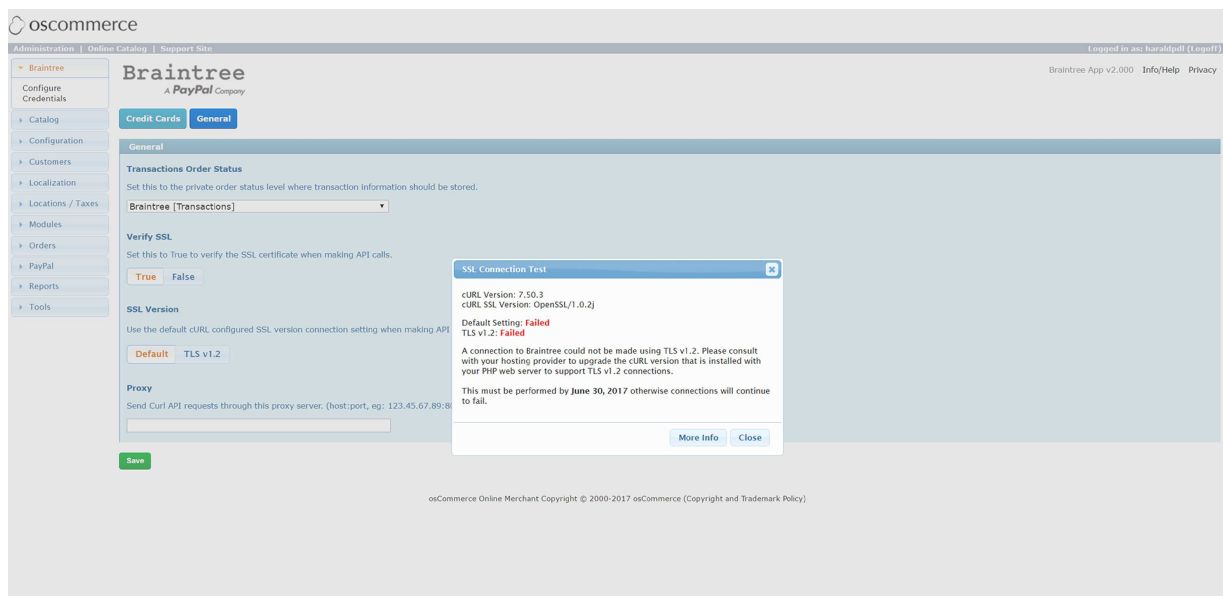 oscommerce
Administration | Online Catalog | Support Site
Logged in as: haraldpdl (Logoff)
Braintree
Configure
Credentials
Catalog
Configuration
Customers
Localization
Locations / Taxes
Modules
Orders
PayPal
Reports
Tools
Braintree
A PayPal Company
Braintree App v2.000 Info/Help Privacy
Credit Cards General
General
Transactions Order Status
Set this to the private order status level where transaction information should be stored.
Braintree [Transactions]
Verify SSL
Set this to True to verify the SSL certificate when making API calls.
True False
SSL Version
Use the default cURL configured SSL version connection setting when making API
Default TLS v1.2
Proxy
Send Curl API requests through this proxy server. (host:port, eg: 123.45.67.89:8
Save
SSL Connection Test
cURL Version: 7.50.3
cURL SSL Version: OpenSSL/1.0.2j
Default Setting: Failed
TLS v1.2: Failed
A connection to Braintree could not be made using TLS v1.2. Please consult
with your hosting provider to upgrade the cURL version that is installed with
your PHP web server to support TLS v1.2 connections.
This must be performed by June 30, 2017 otherwise connections will continue
to fail.
More Info Close
osCommerce Online Merchant Copyright © 2000-2017 osCommerce (Copyright and Trademark Policy)